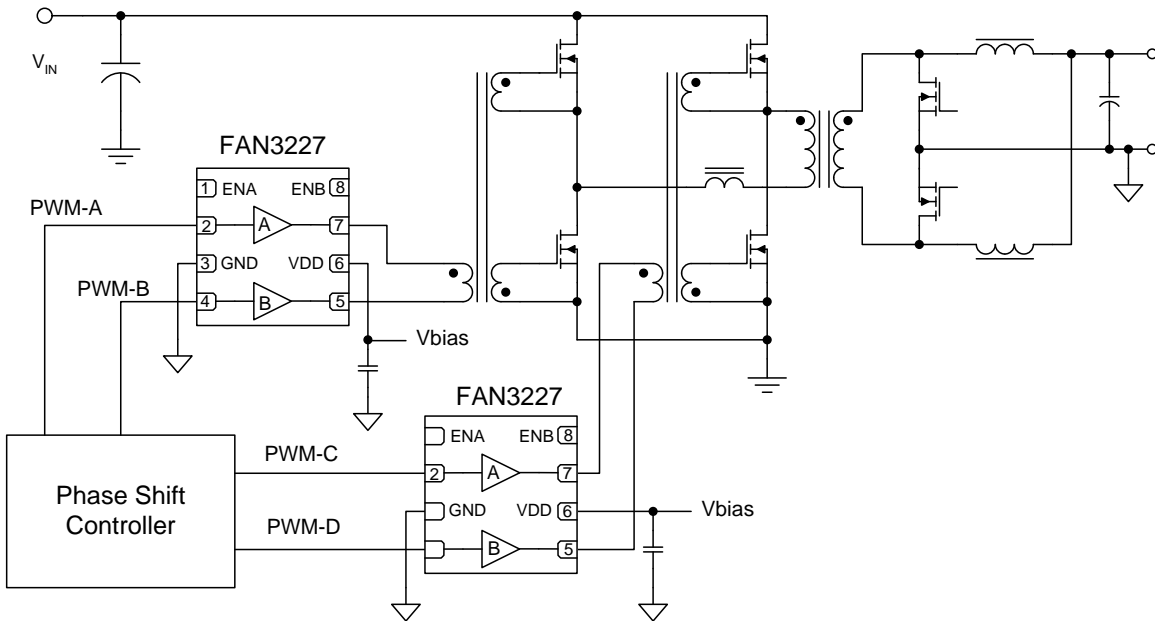 V_IN
FAN3227
1 ENA ENB 8
PWM-A
2 A 7
3 GND VDD 6
PWM-B
4 B 5
Vbias
FAN3227
ENA ENB 8
PWM-C
2 A 7
Phase Shift
Controller
GND VDD 6
Vbias
PWM-D
B 5